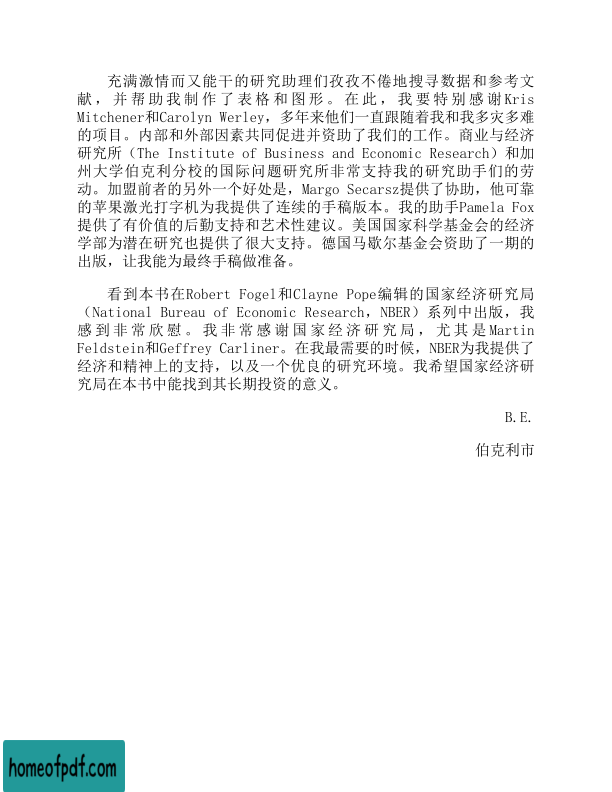 充满激情而又能干的研究助理们孜孜不倦地搜寻数据和参考文
献，并帮助我制作了表格和图形。在此，我要特别感谢Kris
Mitchener和Carolyn Werley，多年来他们一直跟随着我和我多灾多难
的项目。内部和外部因素共同促进并资助了我们的工作。商业与经济
研究所（The Institute of Business and Economic Research）和加
州大学伯克利分校的国际问题研究所非常支持我的研究助手们的劳
动。加盟前者的另外一个好处是，Margo Secarsz提供了协助，他可靠
的苹果激光打字机为我提供了连续的手稿版本。我的助手Pamela Fox
提供了有价值的后勤支持和艺术性建议。美国国家科学基金会的经济
学部为潜在研究也提供了很大支持。德国马歇尔基金会资助了一期的
出版，让我能为最终手稿做准备。
看到本书在Robert Fogel和Clayne Pope编辑的国家经济研究局
（National Bureau of Economic Research，NBER）系列中出版，我
感到非常欣慰。我非常感谢国家经济研究局，尤其是Martin
Feldstein和Geffrey Carliner。在我最需要的时候，NBER为我提供了
经济和精神上的支持，以及一个优良的研究环境。我希望国家经济研
究局在本书中能找到其长期投资的意义。
B.E.
伯克利市
homeofpdf.com